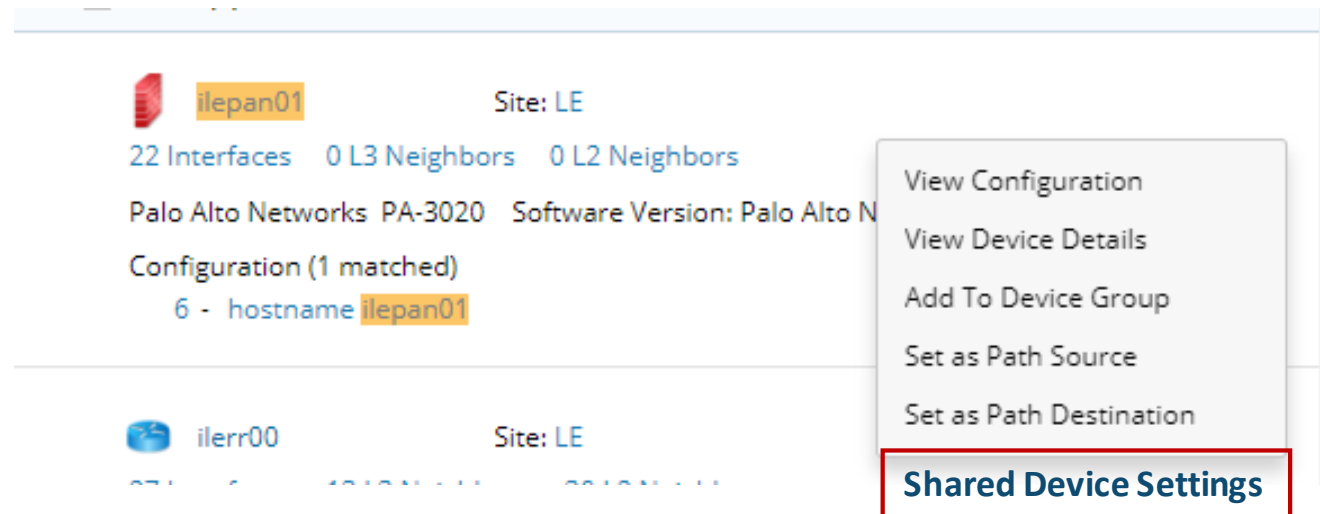 ilepan01 Site: LE
22 Interfaces 0 L3 Neighbors 0 L2 Neighbors
Palo Alto Networks PA-3020 Software Version: Palo Alto N
Configuration (1 matched)
6 - hostname ilepan01
ilerr00 Site: LE
View Configuration
View Device Details
Add To Device Group
Set as Path Source
Set as Path Destination
Shared Device Settings